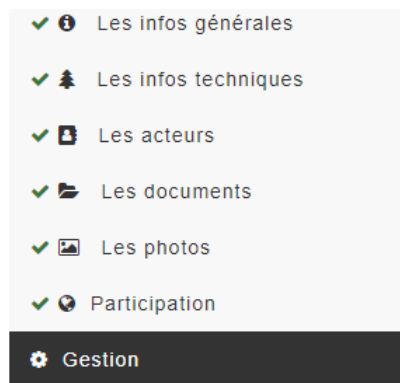 Les infos générales
Les infos techniques
Les acteurs
Les documents
Les photos
Participation
Gestion